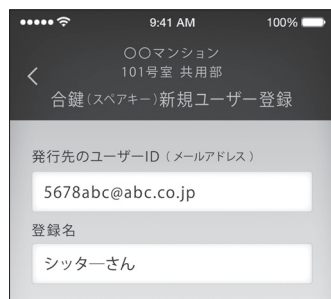 9:41 AM 100%
〇〇マンション
101号室 共用部
合鍵（スペアキー）新規ユーザー登録
発行先のユーザーID（メールアドレス）
5678abc@abc.co.jp
登録名
シッターさん